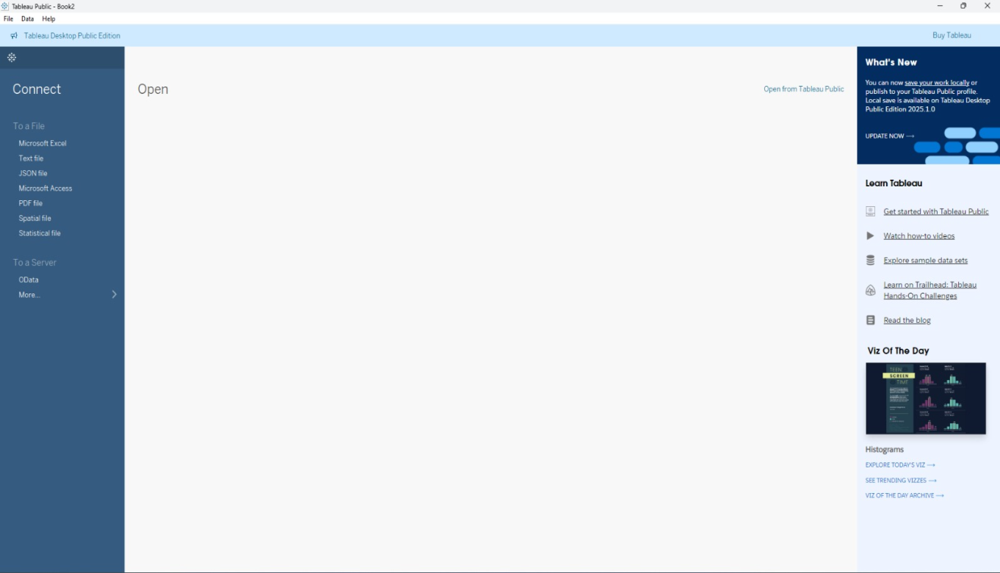 Tableau Public - Book2
File Data Help
Tableau Desktop Public Edition
Buy Tableau
Connect
To a File
Microsoft Excel
Text file
JSON file
Microsoft Access
PDF file
Spatial file
Statistical file
To a Server
OData
More...
Open
Open from Tableau Public
What's New
You can now save your work locally or
publish to your Tableau Public profile.
Local save is available on Tableau Desktop
Public Edition 2025.1.0
UPDATE NOW →
Learn Tableau
Get started with Tableau Public
Watch how-to videos
Explore sample data sets
Learn on Trailhead: Tableau
Hands-On Challenges
Read the blog
Viz Of The Day
TEEN
SCREEN
TIME
Histograms
EXPLORE TODAY'S VIZ →
SEE TRENDING VIZZES →
VIZ OF THE DAY ARCHIVE →